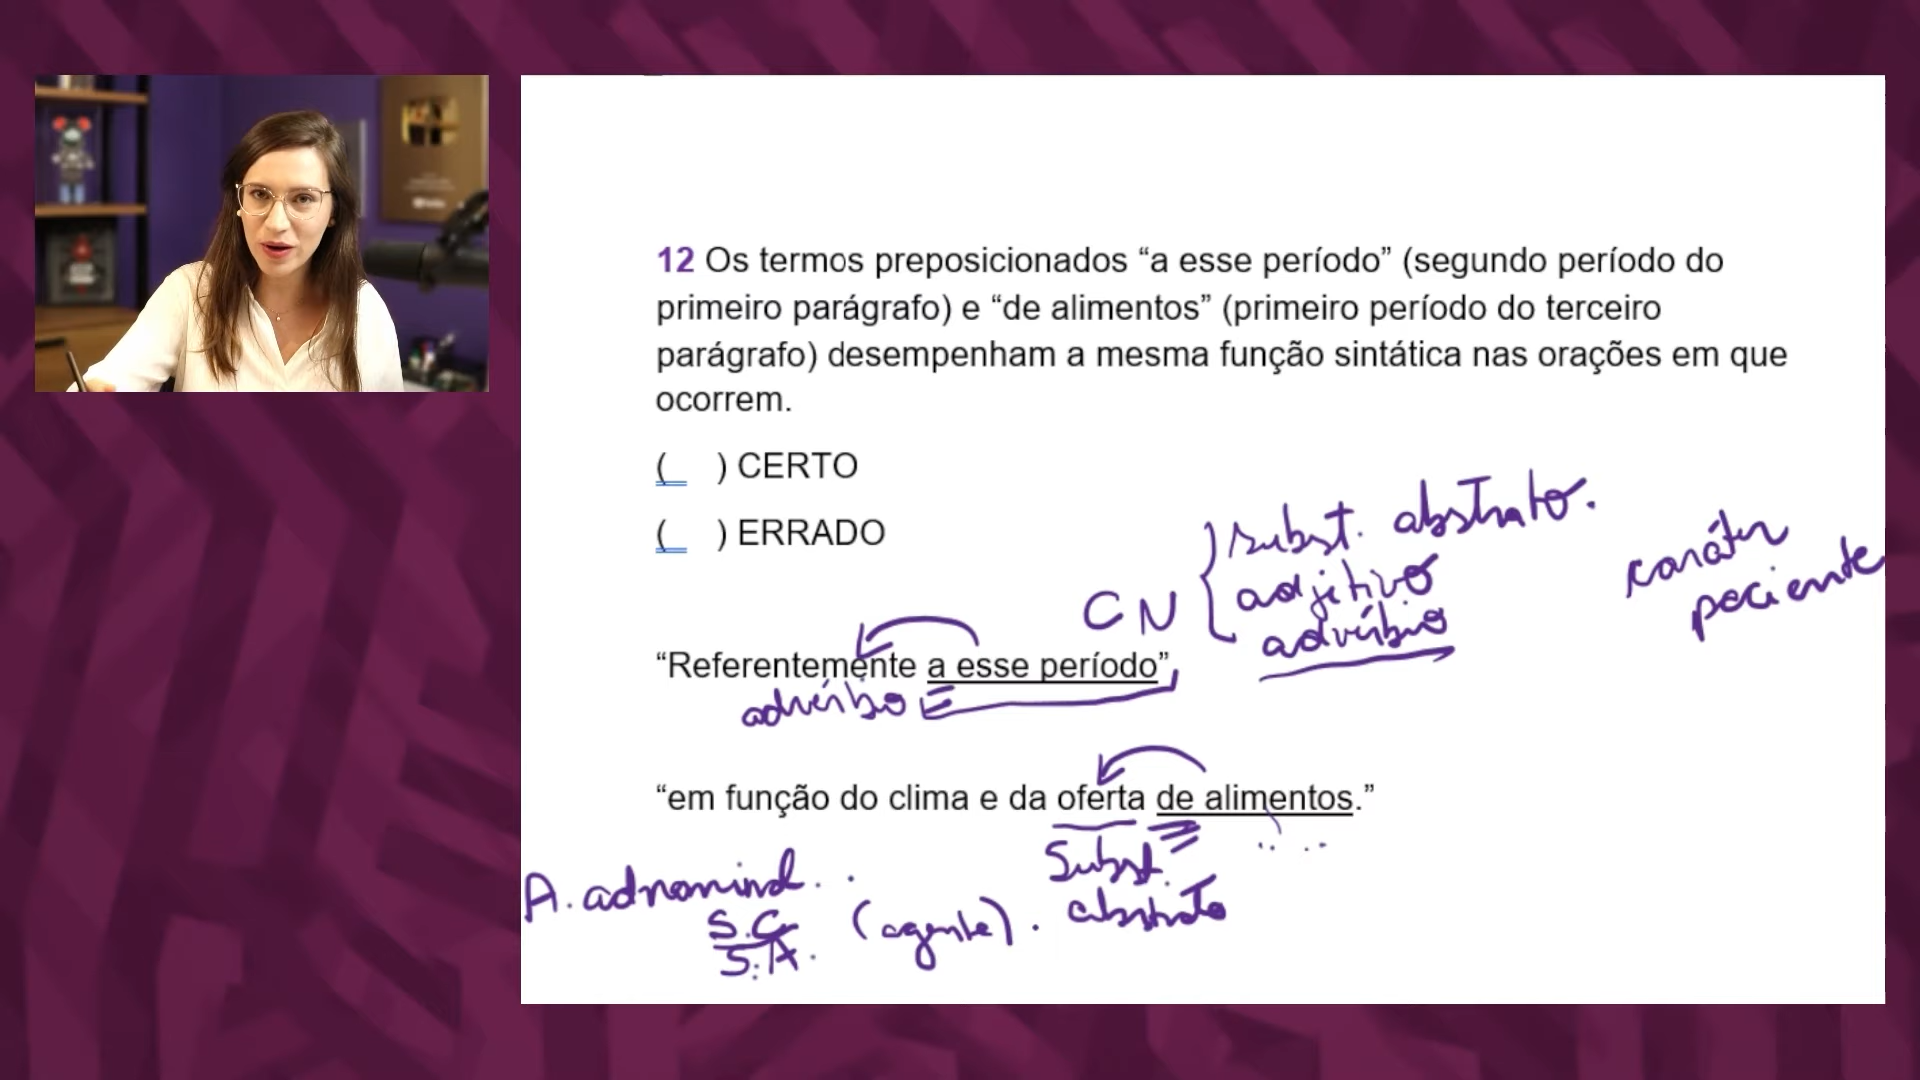 12 Os termos preposicionados “a esse período” (segundo período do
primeiro parágrafo) e “de alimentos” (primeiro período do terceiro
parágrafo) desempenham a mesma função sintática nas orações em que
ocorrem.
( ) CERTO
( ) ERRADO
CN { subst. abstrato.
adjetivo
advérbio
caráter
paciente
“Referentemente a esse período”
advérbio
“em função do clima e da oferta de alimentos.”
Subst.
abstrato
A. adnominal.
S.C. (agente).
S.A.